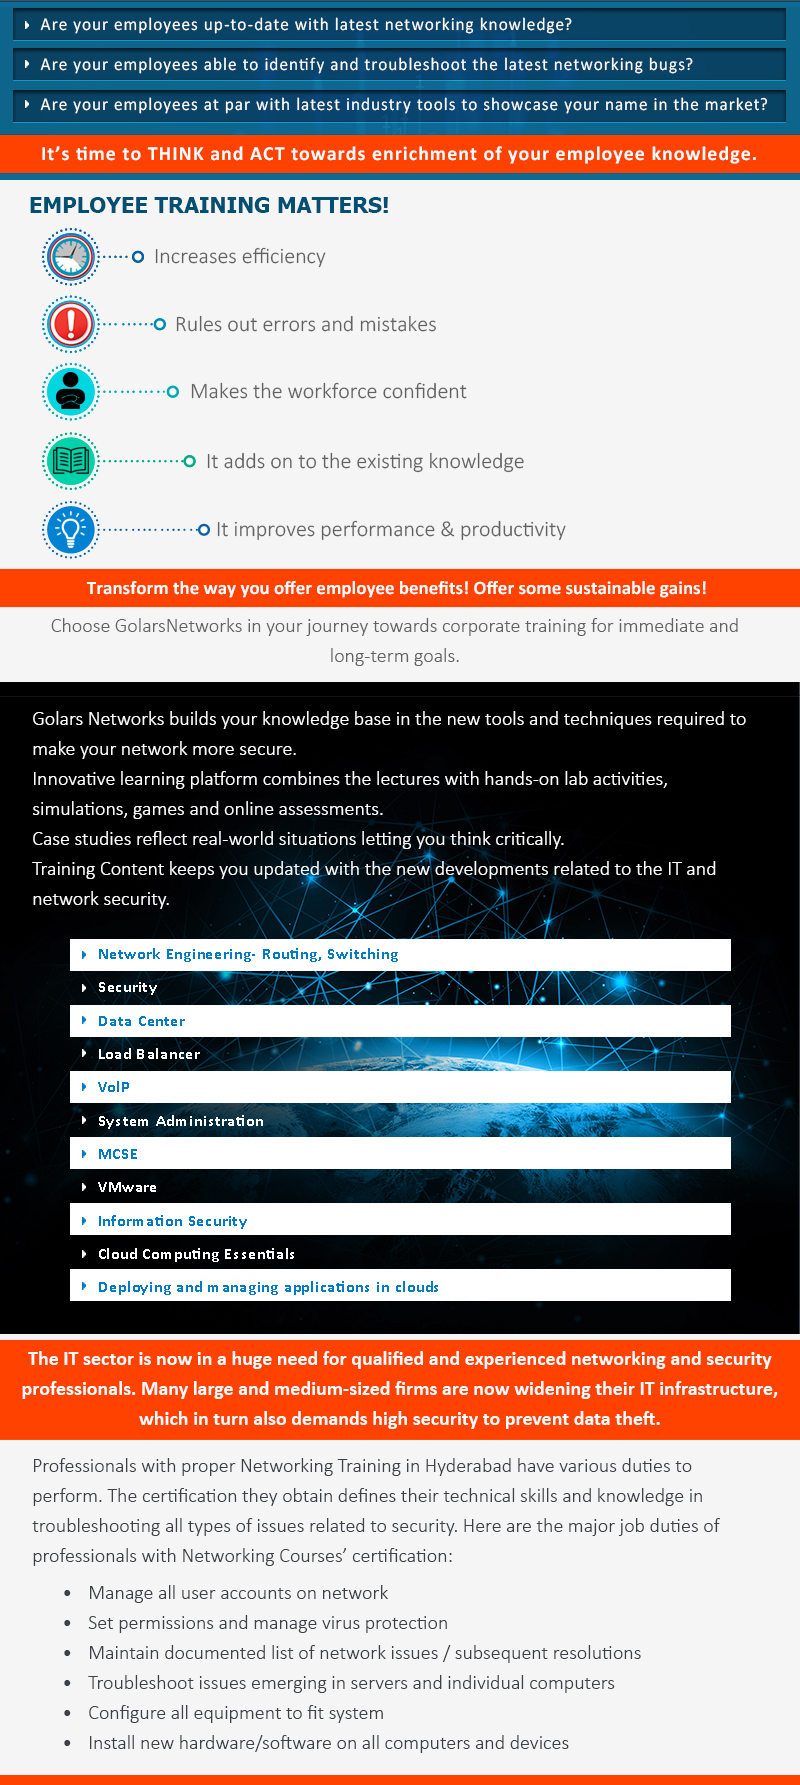 Are your employees up-to-date with latest networking knowledge?
Are your employees able to identify and troubleshoot the latest networking bugs?
Are your employees at par with latest industry tools to showcase your name in the market?
It's time to THINK and ACT towards enrichment of your employee knowledge.
EMPLOYEE TRAINING MATTERS!
Increases efficiency
Rules out errors and mistakes
Makes the workforce confident
It adds on to the existing knowledge
It improves performance & productivity
Transform the way you offer employee benefits! Offer some sustainable gains!
Choose GolarsNetworks in your journey towards corporate training for immediate and
long-term goals.
Golars Networks builds your knowledge base in the new tools and techniques required to
make your network more secure.
Innovative learning platform combines the lectures with hands-on lab activities,
simulations, games and online assessments.
Case studies reflect real-world situations letting you think critically.
Training Content keeps you updated with the new developments related to the IT and
network security.
Network Engineering- Routing, Switching
Security
Data Center
Load Balancer
VoIP
System Administration
MCSE
VMware
Information Security
Cloud Computing Essentials
Deploying and managing applications in clouds
The IT sector is now in a huge need for qualified and experienced networking and security
professionals. Many large and medium-sized firms are now widening their IT infrastructure,
which in turn also demands high security to prevent data theft.
Professionals with proper Networking Training in Hyderabad have various duties to
perform. The certification they obtain defines their technical skills and knowledge in
troubleshooting all types of issues related to security. Here are the major job duties of
professionals with Networking Courses' certification:
• Manage all user accounts on network
• Set permissions and manage virus protection
• Maintain documented list of network issues / subsequent resolutions
• Troubleshoot issues emerging in servers and individual computers
• Configure all equipment to fit system
• Install new hardware/software on all computers and devices